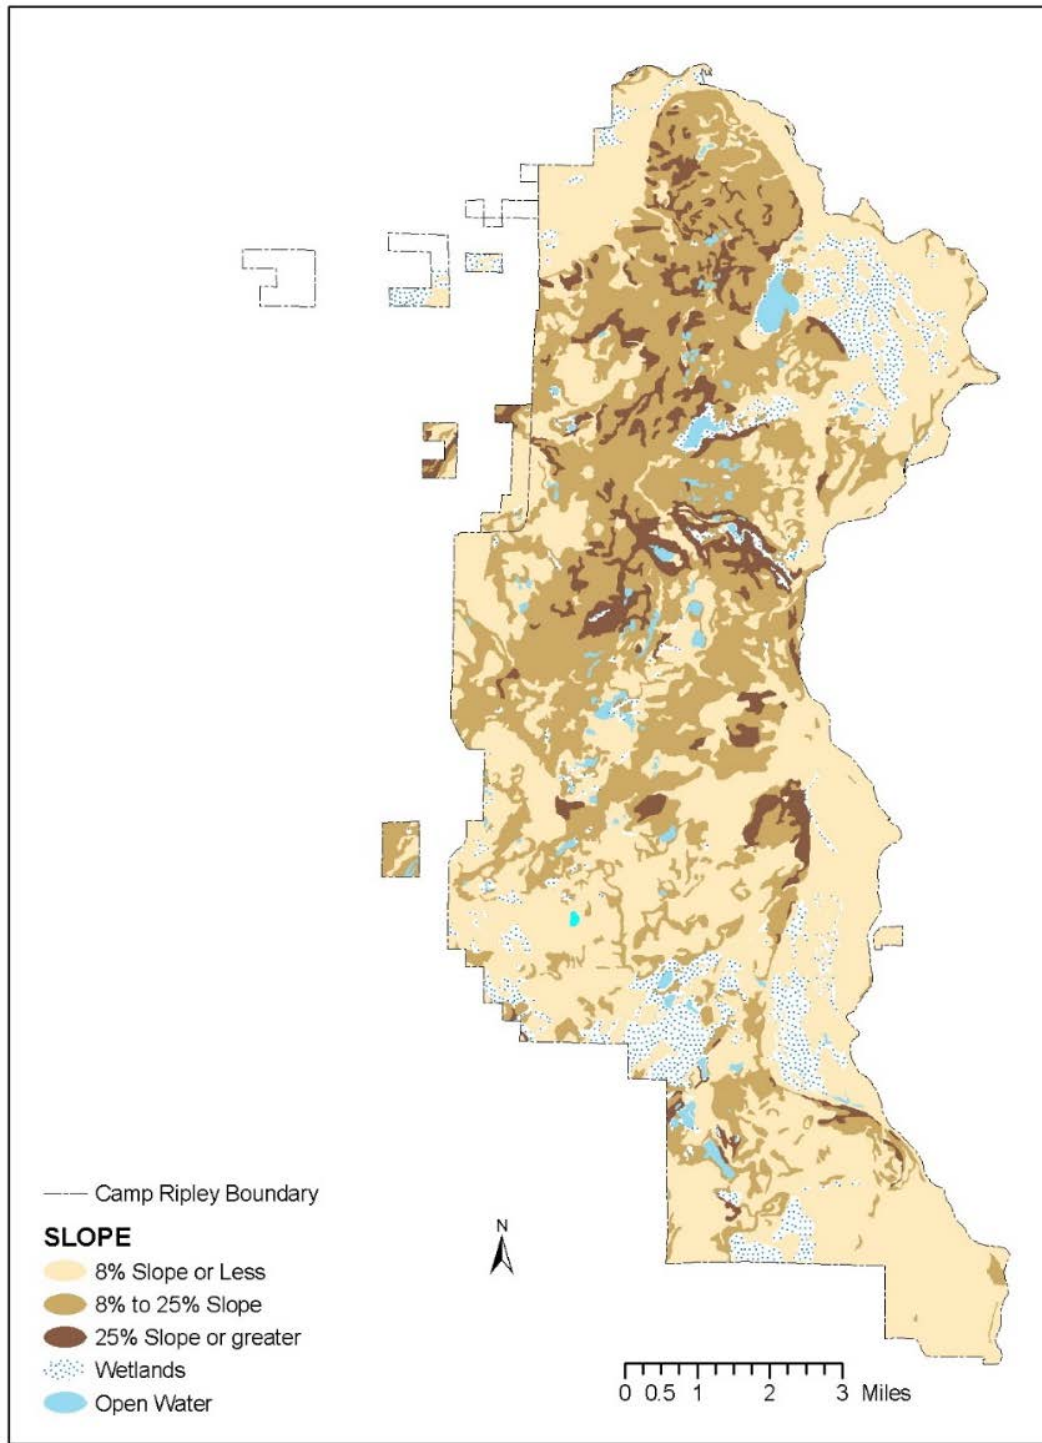 Camp Ripley Boundary
SLOPE
8% Slope or Less
8% to 25% Slope
25% Slope or greater
Wetlands
Open Water
N
0 0.5 1 2 3 Miles